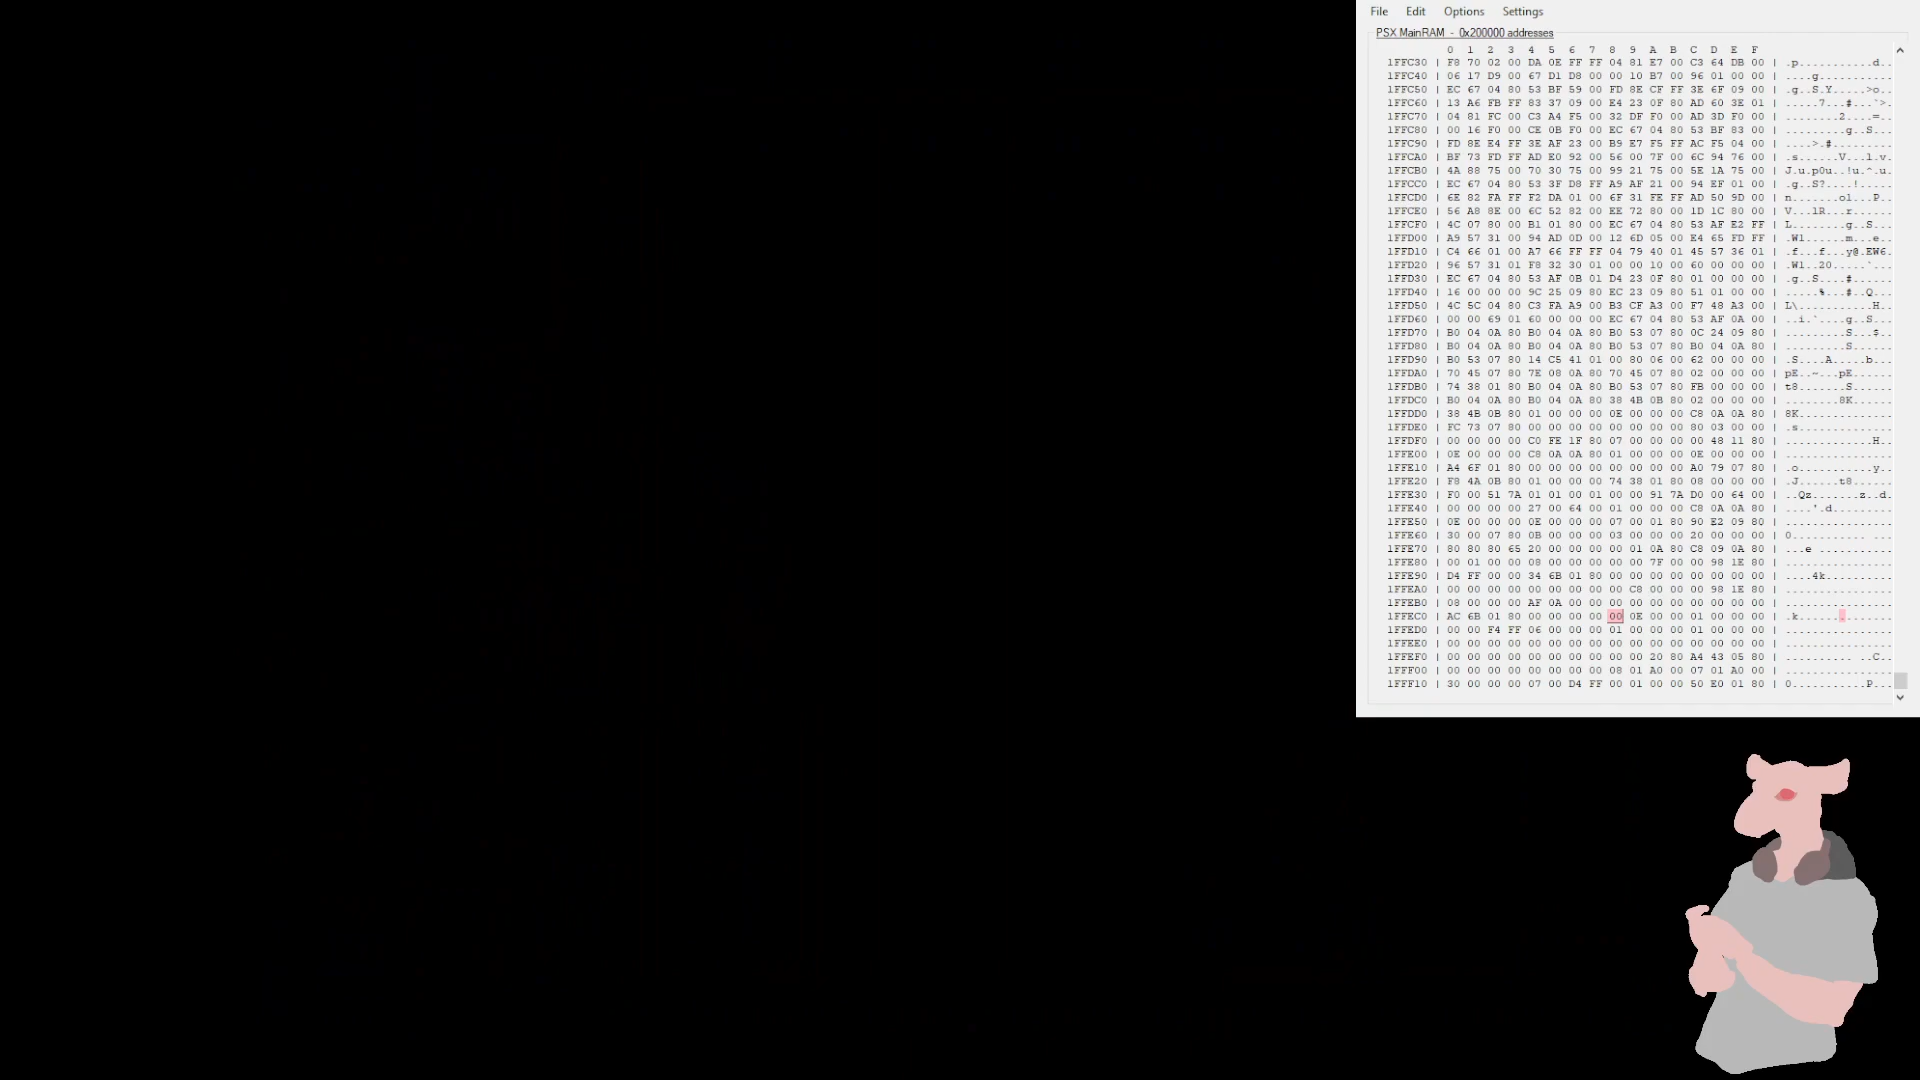 File Edit Options Settings
PSX MainRAM - 0x200000 addresses
0 1 2 3 4 5 6 7 8 9 A B C D E F
1FFC30 | F8 70 02 00 DA 0E FF FF 04 81 E7 00 C3 64 DB 00 | .p...........d..
1FFC40 | 06 17 D9 00 67 D1 D8 00 00 10 B7 00 96 01 00 00 | ....g...........
1FFC50 | EC 67 04 80 53 BF 59 00 FD 8E CF FF 3E 6F 09 00 | .g..S.Y.....>o..
1FFC60 | 13 A6 FB FF 83 37 09 00 E4 23 0F 80 AD 60 3E 01 | .....7...#...`>.
1FFC70 | 04 81 FC 00 C3 A4 F5 00 32 DF F0 00 AD 3D F0 00 | ........2....=..
1FFC80 | 00 16 F0 00 CE 0B F0 00 EC 67 04 80 53 BF 83 00 | .........g..S...
1FFC90 | FD 8E E4 FF 3E AF 23 00 B9 E7 F5 FF AC F5 04 00 | ....>.#.........
1FFCA0 | BF 73 FD FF AD E0 92 00 56 00 7F 00 6C 94 76 00 | .s......V...l.v.
1FFCB0 | 4A 88 75 00 70 30 75 00 99 21 75 00 5E 1A 75 00 | J.u.p0u..!u.^.u.
1FFCC0 | EC 67 04 80 53 3F D8 FF A9 AF 21 00 94 EF 01 00 | .g..S?....!.....
1FFCD0 | 6E 82 FA FF F2 DA 01 00 6F 31 FE FF AD 50 9D 00 | n.......o1...P..
1FFCE0 | 56 A8 8E 00 6C 52 82 00 EE 72 80 00 1D 1C 80 00 | V...lR...r......
1FFCF0 | 4C 07 80 00 B1 01 80 00 EC 67 04 80 53 AF E2 FF | L........g..S...
1FFD00 | A9 57 31 00 94 AD 0D 00 12 6D 05 00 E4 65 FD FF | .W1......m...e..
1FFD10 | C4 66 01 00 A7 66 FF FF 04 79 40 01 45 57 36 01 | .f...f...y@.EW6.
1FFD20 | 96 57 31 01 F8 32 30 01 00 00 10 00 60 00 00 00 | .W1..20.....`...
1FFD30 | EC 67 04 80 53 AF 0B 01 D4 23 0F 80 01 00 00 00 | .g..S....#......
1FFD40 | 16 00 00 00 9C 25 09 80 EC 23 09 80 51 01 00 00 | .....%...#..Q...
1FFD50 | 4C 5C 04 80 C3 FA A9 00 B3 CF A3 00 F7 48 A3 00 | L\...........H..
1FFD60 | 00 00 69 01 60 00 00 00 EC 67 04 80 53 AF 0A 00 | ..i.`....g..S...
1FFD70 | B0 04 0A 80 B0 04 0A 80 B0 53 07 80 0C 24 09 80 | .........S...$..
1FFD80 | B0 04 0A 80 B0 04 0A 80 B0 53 07 80 B0 04 0A 80 | .........S......
1FFD90 | B0 53 07 80 14 C5 41 01 00 80 06 00 62 00 00 00 | .S....A.....b...
1FFDA0 | 70 45 07 80 7E 08 0A 80 70 45 07 80 02 00 00 00 | pE..~...pE......
1FFDB0 | 74 38 01 80 B0 04 0A 80 B0 53 07 80 FB 00 00 00 | t8.......S......
1FFDC0 | B0 04 0A 80 B0 04 0A 80 38 4B 0B 80 02 00 00 00 | ........8K......
1FFDD0 | 38 4B 0B 80 01 00 00 00 0E 00 00 00 C8 0A 0A 80 | 8K..............
1FFDE0 | FC 73 07 80 00 00 00 00 00 00 00 80 03 00 00 00 | .s..............
1FFDF0 | 00 00 00 00 C0 FE 1F 80 07 00 00 00 00 48 11 80 | .............H..
1FFE00 | 0E 00 00 00 C8 0A 0A 80 01 00 00 00 0E 00 00 00 | ................
1FFE10 | A4 6F 01 80 00 00 00 00 00 00 00 00 A0 79 07 80 | .o...........y..
1FFE20 | F8 4A 0B 80 01 00 00 00 74 38 01 80 08 00 00 00 | .J......t8......
1FFE30 | F0 00 51 7A 01 01 00 01 00 00 91 7A D0 00 64 00 | ..Qz.......z..d.
1FFE40 | 00 00 00 00 27 00 64 00 01 00 00 00 C8 0A 0A 80 | ....'.d.........
1FFE50 | 0E 00 00 00 0E 00 00 00 07 00 01 80 90 E2 09 80 | ................
1FFE60 | 30 00 07 80 0B 00 00 00 03 00 00 00 20 00 00 00 | 0........... ...
1FFE70 | 80 80 80 65 20 00 00 00 00 01 0A 80 C8 09 0A 80 | ...e ...........
1FFE80 | 00 01 00 00 08 00 00 00 00 7F 00 00 00 98 1E 80 | ................
1FFE90 | D4 FF 00 00 34 6B 01 80 00 00 00 00 00 00 00 00 | ....4k..........
1FFEA0 | 00 00 00 00 00 00 00 00 00 C8 00 00 00 98 1E 80 | ................
1FFEB0 | 08 00 00 00 AF 0A 00 00 00 00 00 00 00 00 00 00 | ................
1FFEC0 | AC 6B 01 80 00 00 00 00 00 0E 00 00 01 00 00 00 | .k..............
1FFED0 | 00 00 F4 FF 06 00 00 00 01 00 00 00 01 00 00 00 | ................
1FFEE0 | 00 00 00 00 00 00 00 00 00 00 00 00 00 00 00 00 | ................
1FFEF0 | 00 00 00 00 00 00 00 00 00 00 20 80 A4 43 05 80 | .......... ..C..
1FFF00 | 00 00 00 00 00 00 00 00 08 01 A0 00 07 01 A0 00 | ................
1FFF10 | 30 00 00 00 07 00 D4 FF 00 01 00 00 50 E0 01 80 | 0...........P...